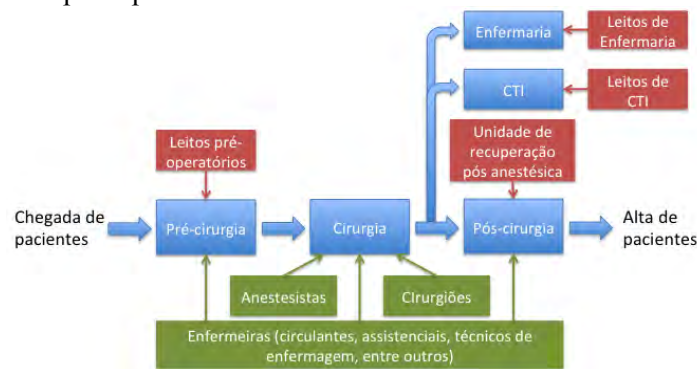 Enfermaria
Leitos de
Enfermaria
CTI
Leitos de
CTI
Leitos pré-
operatórios
Unidade de
recuperação
pós anestésica
Chegada de
pacientes
Pré-cirurgia
Cirurgia
Pós-cirurgia
Alta de
pacientes
Anestesistas
CIrurgiões
Enfermeiras (circulantes, assistenciais, técnicos de
enfermagem, entre outros)